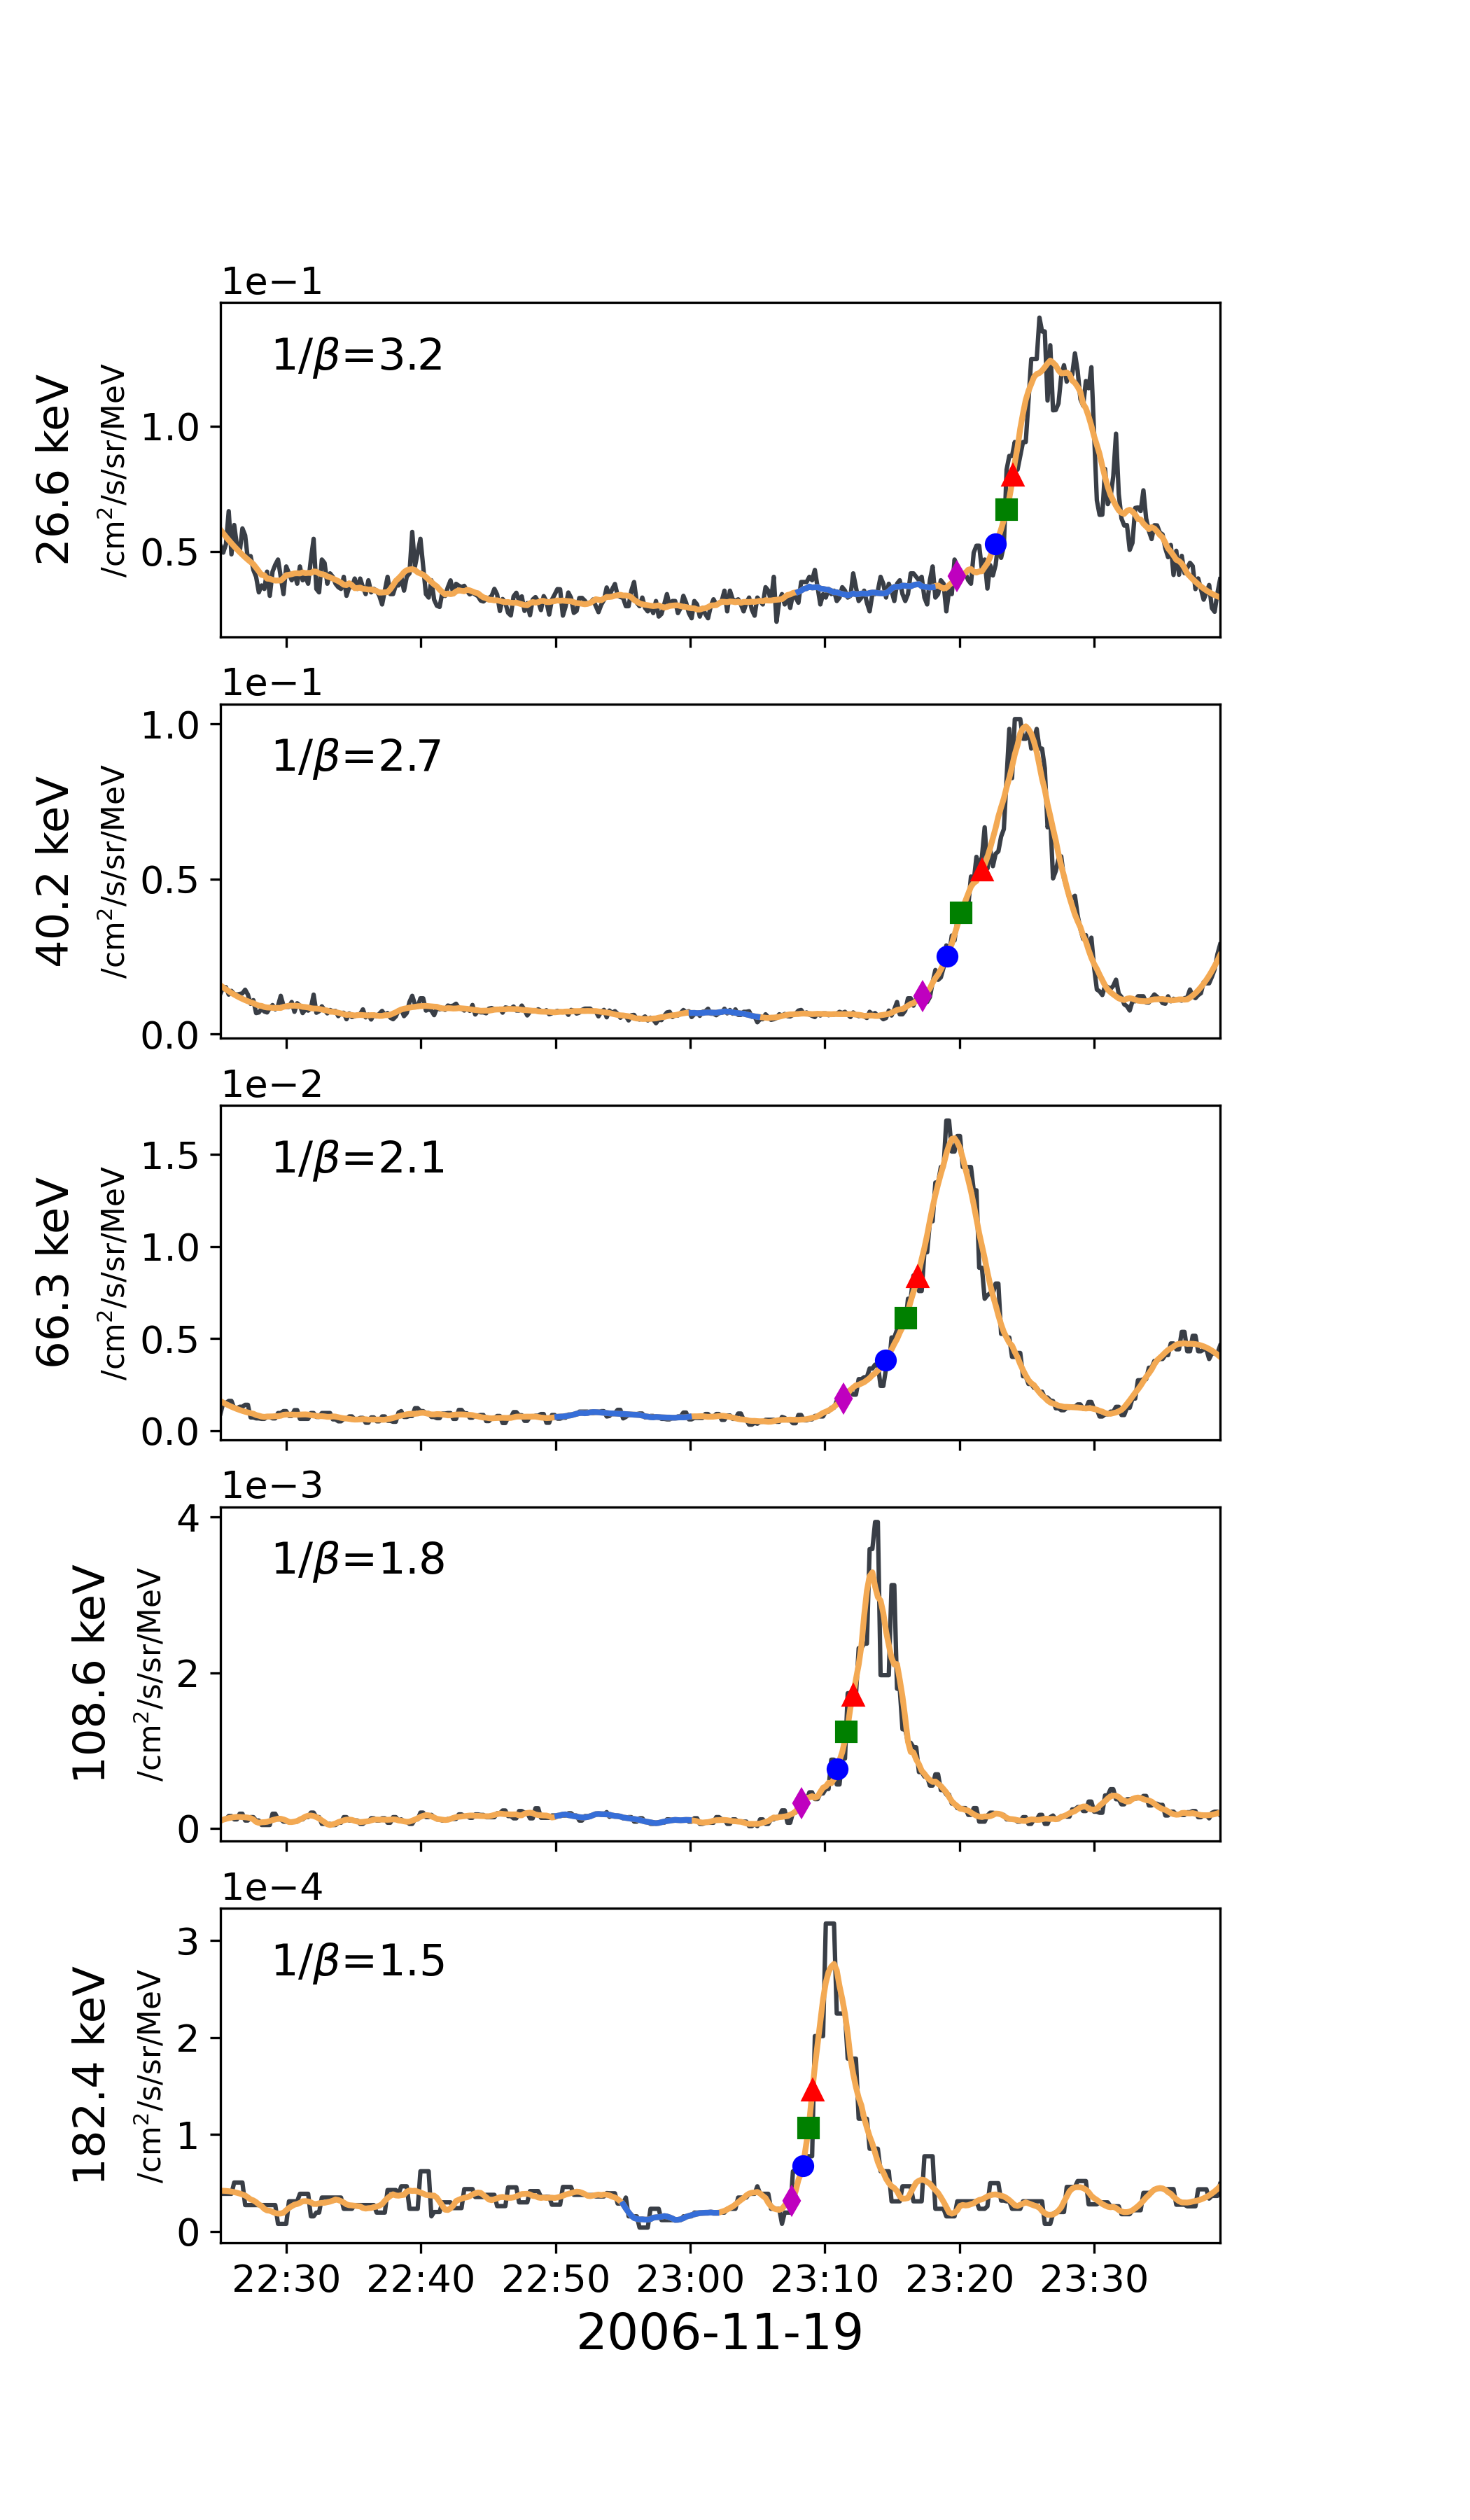 1e−1
1/β=3.2
26.6 keV
/cm²/s/sr/MeV
1.0
0.5
1e−1
1/β=2.7
40.2 keV
/cm²/s/sr/MeV
1.0
0.5
0.0
1e−2
1/β=2.1
66.3 keV
/cm²/s/sr/MeV
1.5
1.0
0.5
0.0
1e−3
1/β=1.8
108.6 keV
/cm²/s/sr/MeV
4
2
0
1e−4
1/β=1.5
182.4 keV
/cm²/s/sr/MeV
3
2
1
0
22:30 22:40 22:50 23:00 23:10 23:20 23:30
2006-11-19